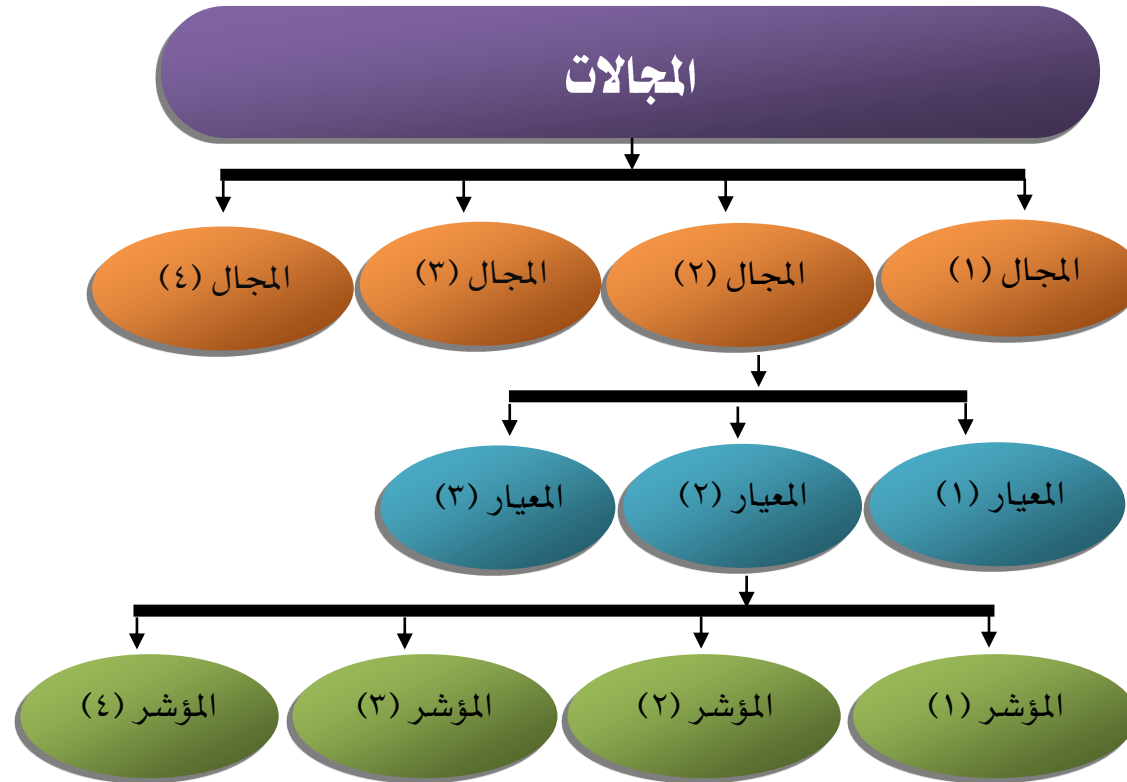 المجالات
المجال (١)
المجال (٢)
المجال (٣)
المجال (٤)
المعيار (١)
المعيار (٢)
المعيار (٣)
المؤشر (١)
المؤشر (٢)
المؤشر (٣)
المؤشر (٤)